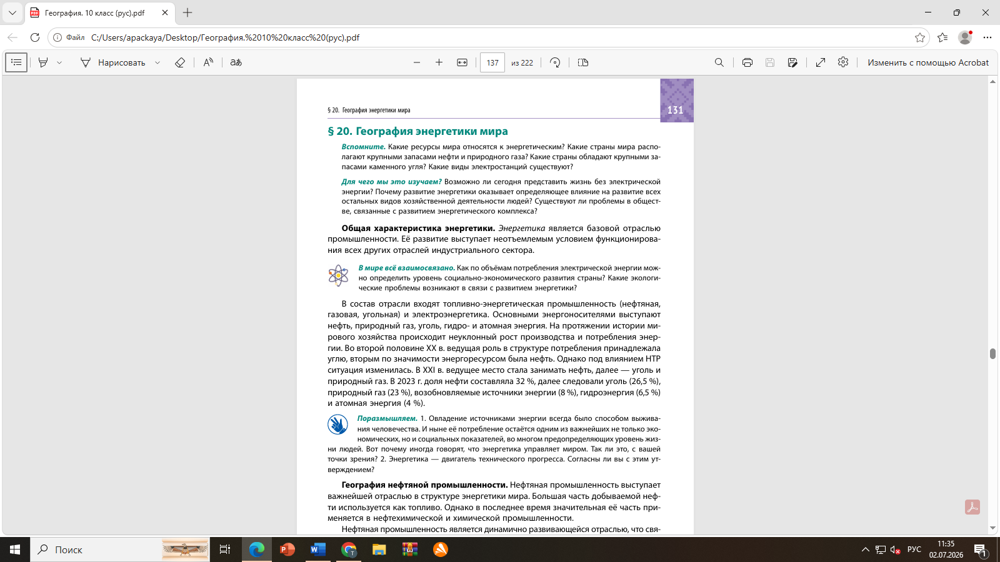 География. 10 класс (рус).pdf
Файл C:/Users/apackaya/Desktop/География.%2010%20класс%20(рус).pdf
Нарисовать 137 из 222 Изменить с помощью Acrobat
§ 20. География энергетики мира 131
§ 20. География энергетики мира
Вспомните. Какие ресурсы мира относятся к энергетическим? Какие страны мира распо-
лагают крупными запасами нефти и природного газа? Какие страны обладают крупными за-
пасами каменного угля? Какие виды электростанций существуют?
Для чего мы это изучаем? Возможно ли сегодня представить жизнь без электрической
энергии? Почему развитие энергетики оказывает определяющее влияние на развитие всех
остальных видов хозяйственной деятельности людей? Существуют ли проблемы в общест-
ве, связанные с развитием энергетического комплекса?
Общая характеристика энергетики. Энергетика является базовой отраслью
промышленности. Её развитие выступает неотъемлемым условием функционирова-
ния всех других отраслей индустриального сектора.
В мире всё взаимосвязано. Как по объёмам потребления электрической энергии мож-
но определить уровень социально-экономического развития страны? Какие экологи-
ческие проблемы возникают в связи с развитием энергетики?
В состав отрасли входят топливно-энергетическая промышленность (нефтяная,
газовая, угольная) и электроэнергетика. Основными энергоносителями выступают
нефть, природный газ, уголь, гидро- и атомная энергия. На протяжении истории ми-
рового хозяйства происходит неуклонный рост производства и потребления энер-
гии. Во второй половине XX в. ведущая роль в структуре потребления принадлежала
углю, вторым по значимости энергоресурсом была нефть. Однако под влиянием НТР
ситуация изменилась. В XXI в. ведущее место стала занимать нефть, далее — уголь и
природный газ. В 2023 г. доля нефти составляла 32 %, далее следовали уголь (26,5 %),
природный газ (23 %), возобновляемые источники энергии (8 %), гидроэнергия (6,5 %)
и атомная энергия (4 %).
Поразмышляем. 1. Овладение источниками энергии всегда было способом выжива-
ния человечества. И ныне её потребление остаётся одним из важнейших не только эко-
номических, но и социальных показателей, во многом предопределяющих уровень жиз-
ни людей. Вот почему иногда говорят, что энергетика управляет миром. Так ли это, с вашей
точки зрения? 2. Энергетика — двигатель технического прогресса. Согласны ли вы с этим ут-
верждением?
География нефтяной промышленности. Нефтяная промышленность выступает
важнейшей отраслью в структуре энергетики мира. Большая часть добываемой неф-
ти используется как топливо. Однако в последнее время значительная её часть при-
меняется в нефтехимической и химической промышленности.
Нефтяная промышленность является динамично развивающейся отраслью, что свя-
Поиск РУС 11:35
02.07.2026 1